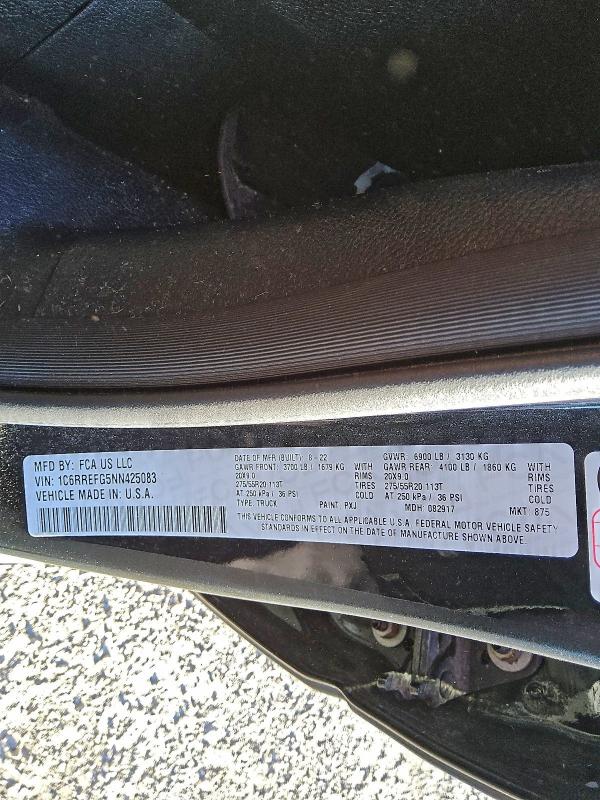 MFD BY: FCA US LLC
VIN: 1C6RREFG5NN425083
VEHICLE MADE IN: U.S.A.
DATE OF MFR (BUILT): 8-22 GVWR: 6900 LB / 3130 KG
GAWR FRONT: 3700 LB / 1679 KG WITH GAWR REAR: 4100 LB / 1860 KG WITH
20X9.0 RIMS 20X9.0 RIMS
275/55R20 113T TIRES 275/55R20 113T TIRES
AT 250 kPa / 36 PSI COLD AT 250 kPa / 36 PSI COLD
TYPE: TRUCK PAINT: PXJ MDH: 082917 MKT: 875
THIS VEHICLE CONFORMS TO ALL APPLICABLE U.S.A. FEDERAL MOTOR VEHICLE SAFETY
STANDARDS IN EFFECT ON THE DATE OF MANUFACTURE SHOWN ABOVE.